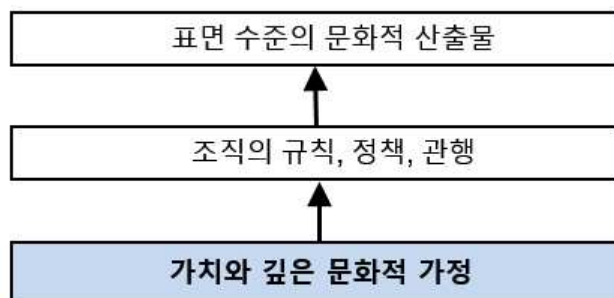 표면 수준의 문화적 산출물
조직의 규칙, 정책, 관행
가치와 깊은 문화적 가정